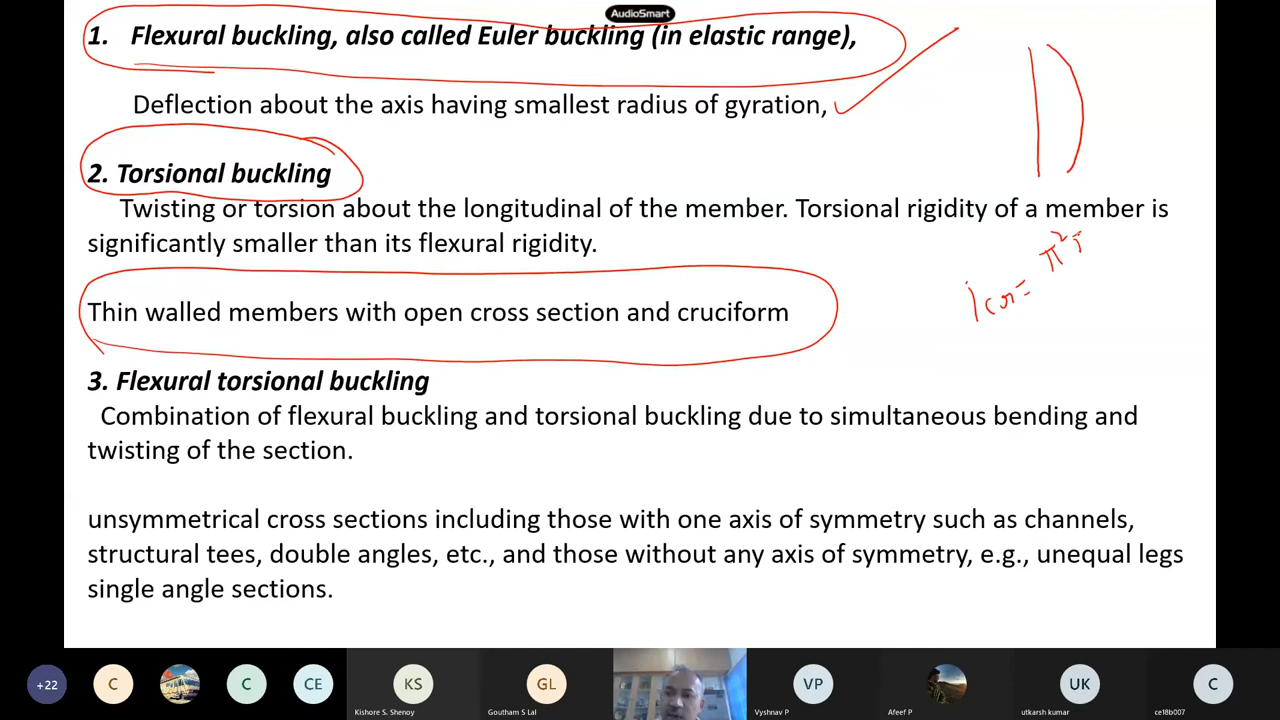 AudioSmart
1. Flexural buckling, also called Euler buckling (in elastic range),
Deflection about the axis having smallest radius of gyration,
2. Torsional buckling
Twisting or torsion about the longitudinal of the member. Torsional rigidity of a member is
significantly smaller than its flexural rigidity.
Thin walled members with open cross section and cruciform
3. Flexural torsional buckling
Combination of flexural buckling and torsional buckling due to simultaneous bending and
twisting of the section.
unsymmetrical cross sections including those with one axis of symmetry such as channels,
structural tees, double angles, etc., and those without any axis of symmetry, e.g., unequal legs
single angle sections.
+22 C C CE KS GL VP UK C
Kishore S. Shenoy Goutham S Lal Vyshnav P Afeef P utkarsh kumar ce18b007